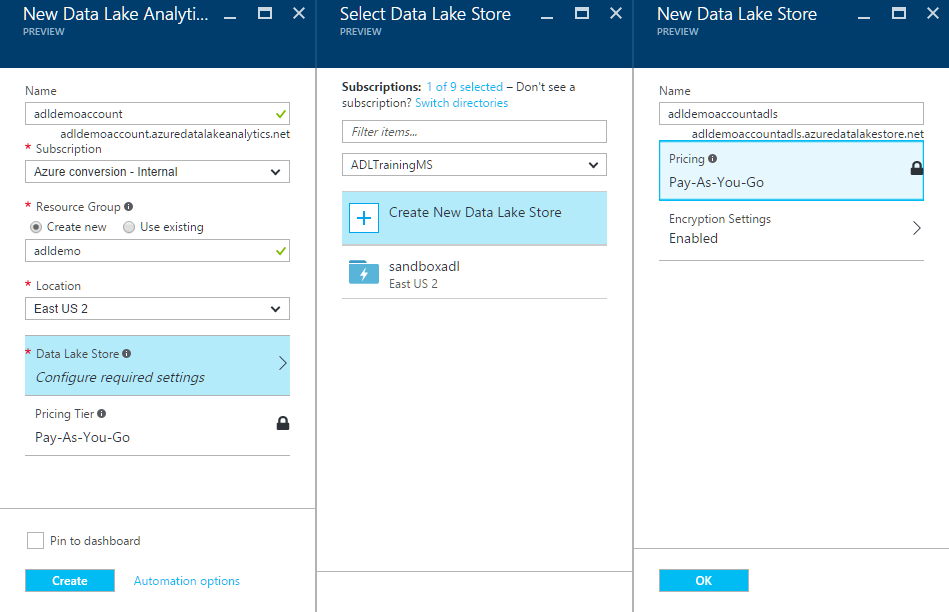 New Data Lake Analyti...
PREVIEW
Name
adldemoaccount
adldemoaccount.azuredatalakeanalytics.net
* Subscription
Azure conversion - Internal
* Resource Group
Create new
Use existing
adldemo
* Location
East US 2
* Data Lake Store
Configure required settings
Pricing Tier
Pay-As-You-Go
Pin to dashboard
Create
Automation options
Select Data Lake Store
PREVIEW
Subscriptions: 1 of 9 selected – Don't see a
subscription? Switch directories
Filter items...
ADLTrainingMS
Create New Data Lake Store
sandboxadl
East US 2
New Data Lake Store
PREVIEW
Name
adldemoaccountadls
adldemoaccountadls.azuredatalakestore.net
Pricing
Pay-As-You-Go
Encryption Settings
Enabled
OK